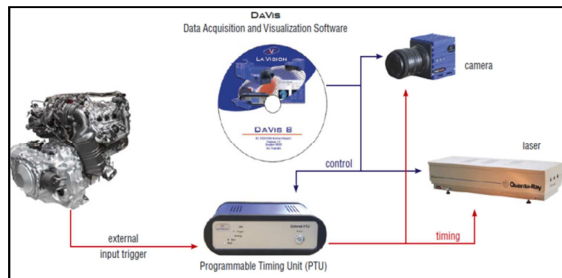 DAVIS
Data Acquisition and Visualization Software
LAVISION
DAVIS 8
camera
control
laser
Quanta-Ray
external
input trigger
timing
Programmable Timing Unit (PTU)